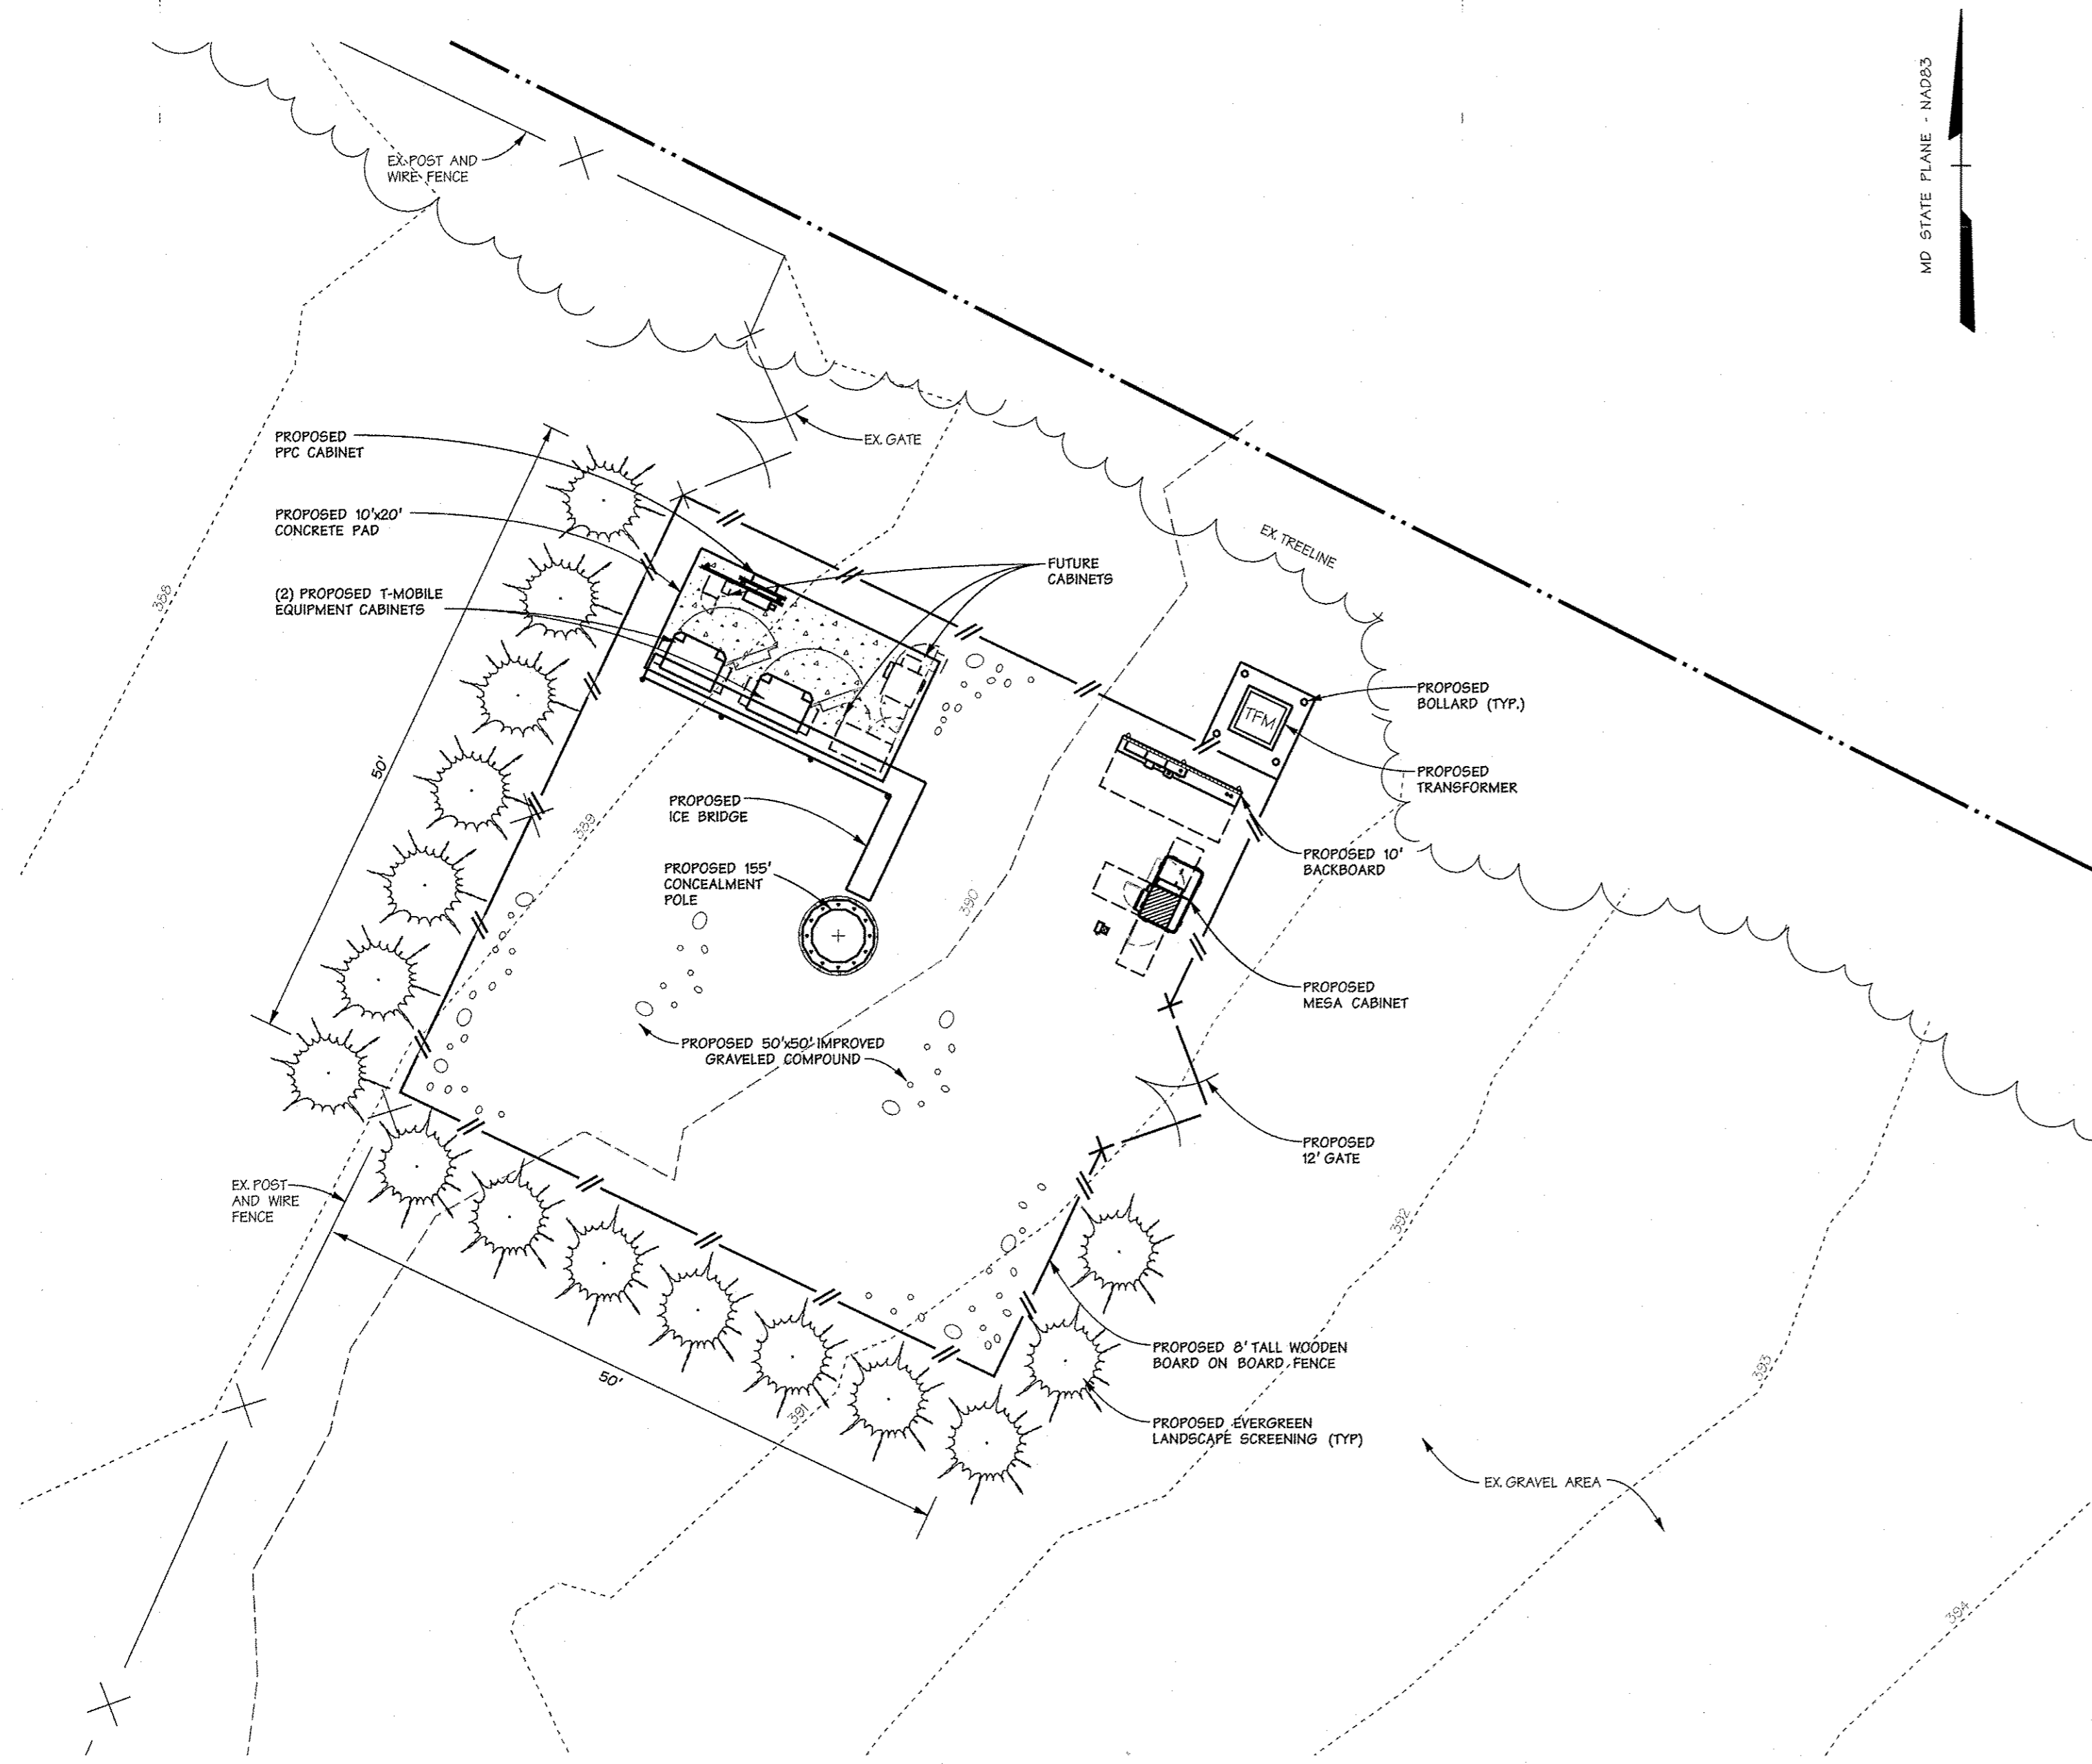 MD STATE PLANE - NAD83
EX. POST AND
WIRE FENCE
EX. GATE
PROPOSED
PPC CABINET
PROPOSED 10'x20'
CONCRETE PAD
(2) PROPOSED T-MOBILE
EQUIPMENT CABINETS
FUTURE
CABINETS
EX. TREELINE
388
50'
TFM
PROPOSED
BOLLARD (TYP.)
PROPOSED
TRANSFORMER
389
PROPOSED
ICE BRIDGE
PROPOSED 155'
CONCEALMENT
POLE
390
PROPOSED 10'
BACKBOARD
PROPOSED
MESA CABINET
PROPOSED 50'x50' IMPROVED
GRAVELED COMPOUND
PROPOSED
12' GATE
EX. POST
AND WIRE
FENCE
392
PROPOSED 8' TALL WOODEN
BOARD ON BOARD FENCE
393
50'
391
PROPOSED EVERGREEN
LANDSCAPE SCREENING (TYP)
EX. GRAVEL AREA
394